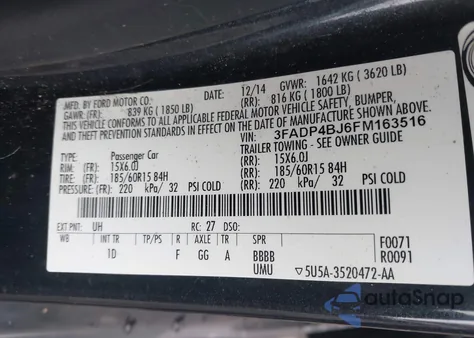 MFD. BY FORD MOTOR CO.
DATE: 12/14 GVWR: 1642 KG (3620 LB)
GAWR: (FR): 839 KG (1850 LB) (RR): 816 KG (1800 LB)
THIS VEHICLE CONFORMS TO ALL APPLICABLE FEDERAL MOTOR VEHICLE SAFETY, BUMPER,
AND THEFT PREVENTION STANDARDS IN EFFECT ON THE DATE OF MANUFACTURE SHOWN ABOVE.
VIN: 3FADP4BJ6FM163516
TYPE: Passenger Car TRAILER TOWING - SEE OWNER GUIDE
RIM: (FR): 15X6.0J (RR): 15X6.0J
TIRE: (FR): 185/60R15 84H (RR): 185/60R15 84H
PRESSURE: (FR): 220 kPa/ 32 PSI COLD (RR): 220 kPa/ 32 PSI COLD
EXT PNT: UH RC: 27 DSO:
WB INT TR TP/PS R AXLE TR SPR F0071
1D F GG A BBBB R0091
UMU ▽5U5A-3520472-AA
autoSnap